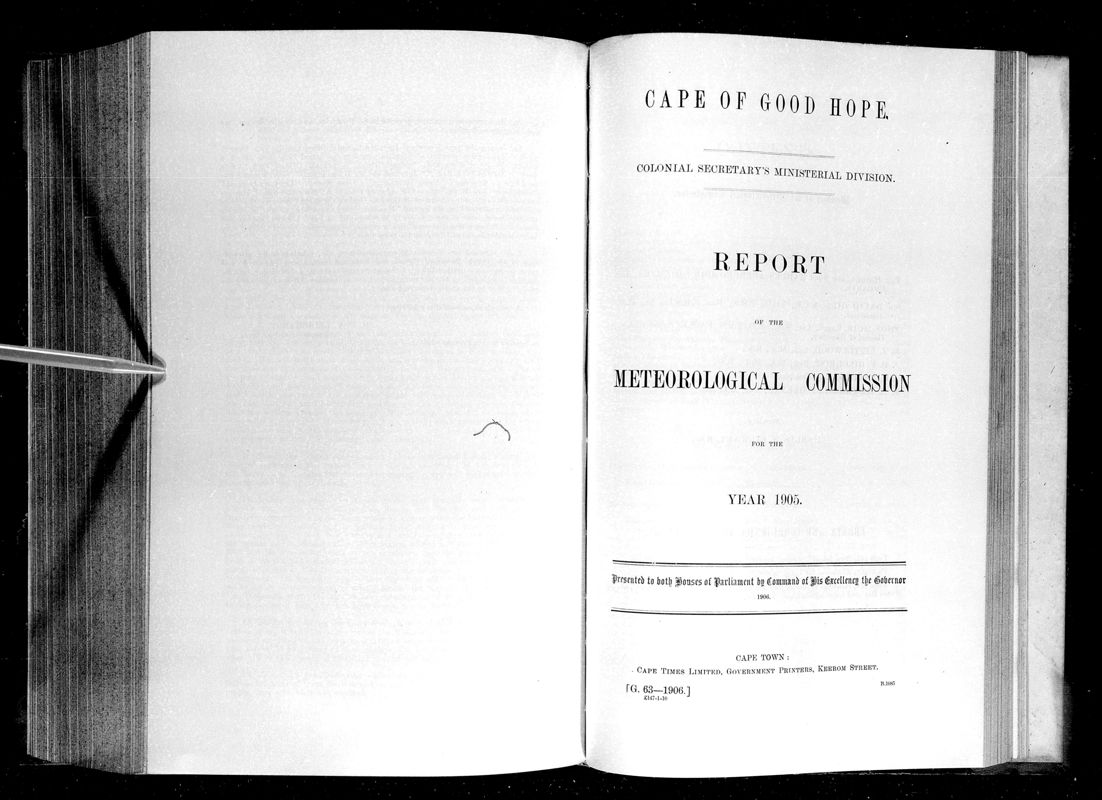 CAPE OF GOOD HOPE.
COLONIAL SECRETARY'S MINISTERIAL DIVISION.
REPORT
OF THE
METEOROLOGICAL COMMISSION
FOR THE
YEAR 1905.
Presented to both Houses of Parliament by Command of His Excellency the Governor
1906.
CAPE TOWN:
CAPE TIMES LIMITED, GOVERNMENT PRINTERS, KEEROM STREET.
[G. 63—1906.]